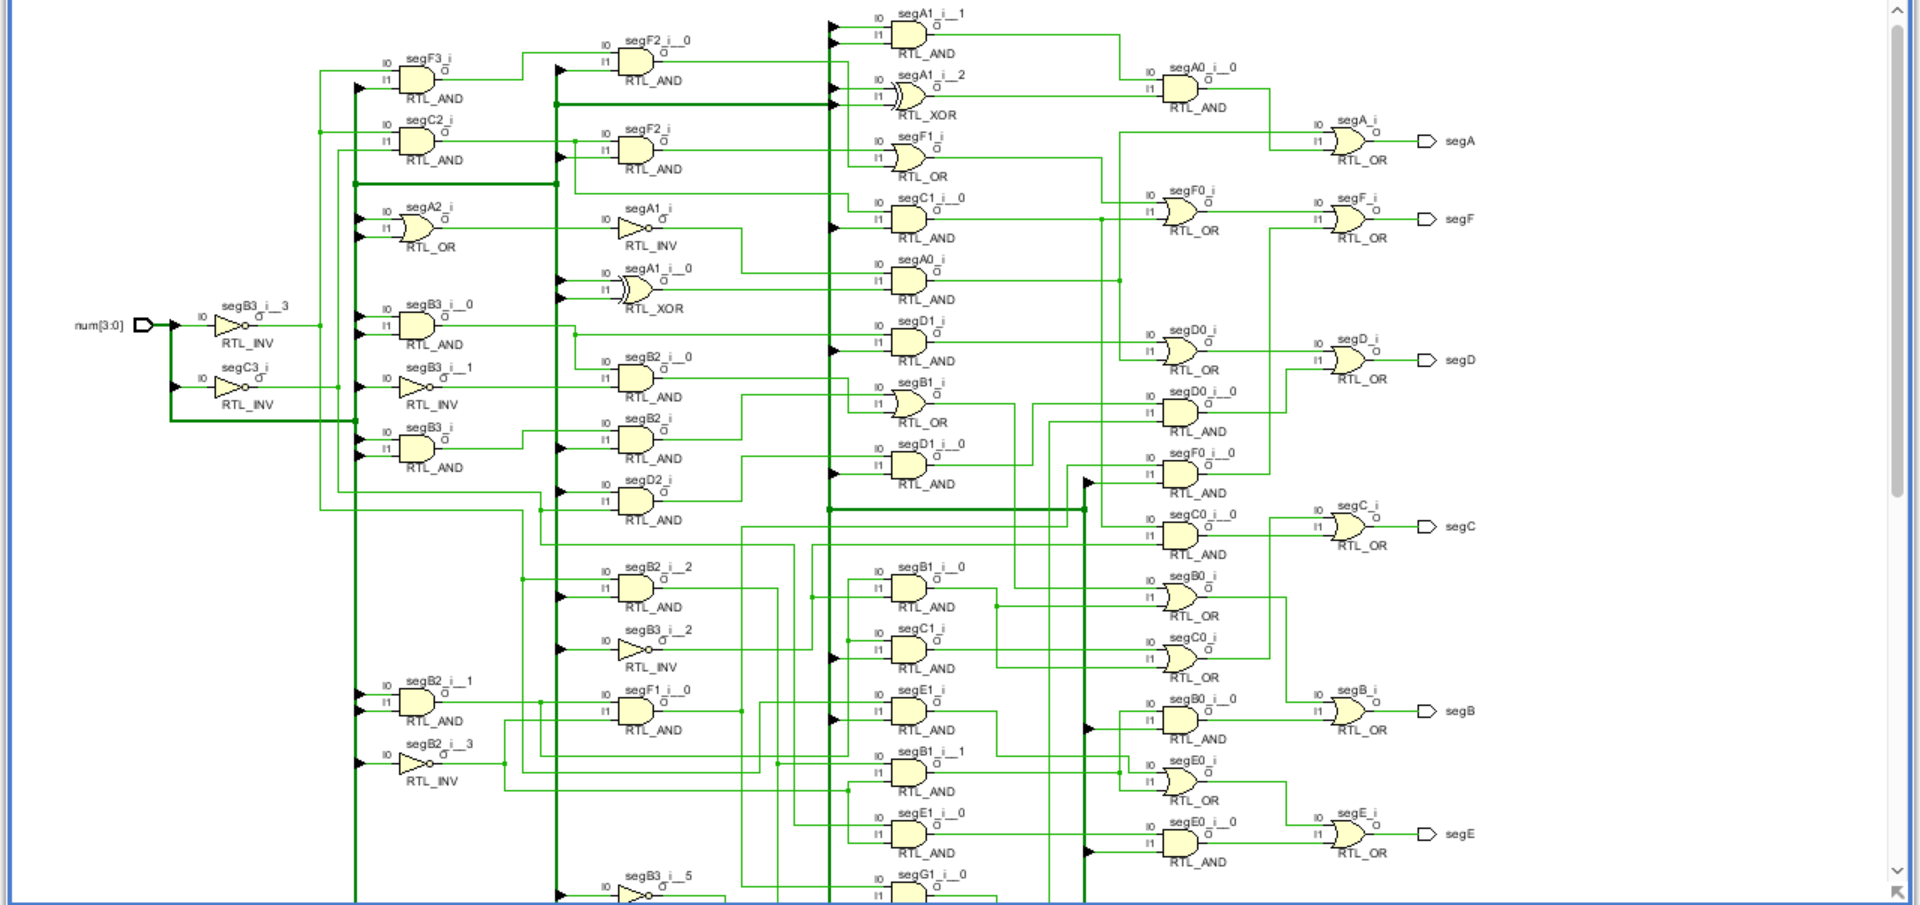 num[3:0]
I0 segB3_i__3 O
RTL_INV
I0 segC3_i O
RTL_INV
segF3_i
I0 O
I1
RTL_AND
segC2_i
I0 O
I1
RTL_AND
segA2_i
I0 O
I1
RTL_OR
segB3_i__0
I0 O
I1
RTL_AND
segB3_i__1
I0 O
RTL_INV
segB3_i
I0 O
I1
RTL_AND
segB2_i__1
I0 O
I1
RTL_AND
segB2_i__3
I0 O
RTL_INV
segF2_i__0
I0 O
I1
RTL_AND
segF2_i
I0 O
I1
RTL_AND
segA1_i
I0 O
RTL_INV
segA1_i__0
I0 O
I1
RTL_XOR
segB2_i__0
I0 O
I1
RTL_AND
segB2_i
I0 O
I1
RTL_AND
segD2_i
I0 O
I1
RTL_AND
segB2_i__2
I0 O
I1
RTL_AND
segB3_i__2
I0 O
RTL_INV
segF1_i__0
I0 O
I1
RTL_AND
segB3_i__5
I0 O
segA1_i__1
I0 O
I1
RTL_AND
segA1_i__2
I0 O
I1
RTL_XOR
segF1_i
I0 O
I1
RTL_OR
segC1_i__0
I0 O
I1
RTL_AND
segA0_i
I0 O
I1
RTL_AND
segD1_i
I0 O
I1
RTL_AND
segB1_i
I0 O
I1
RTL_OR
segD1_i__0
I0 O
I1
RTL_AND
segB1_i__0
I0 O
I1
RTL_AND
segC1_i
I0 O
I1
RTL_AND
segE1_i
I0 O
I1
RTL_AND
segB1_i__1
I0 O
I1
RTL_AND
segE1_i__0
I0 O
I1
RTL_AND
segG1_i__0
I0 O
I1
segA0_i__0
I0 O
I1
RTL_AND
segF0_i
I0 O
I1
RTL_OR
segD0_i
I0 O
I1
RTL_OR
segD0_i__0
I0 O
I1
RTL_AND
segF0_i__0
I0 O
I1
RTL_AND
segC0_i__0
I0 O
I1
RTL_AND
segB0_i
I0 O
I1
RTL_OR
segC0_i
I0 O
I1
RTL_OR
segB0_i__0
I0 O
I1
RTL_AND
segE0_i
I0 O
I1
RTL_OR
segE0_i__0
I0 O
I1
RTL_AND
segA_i
I0 O
I1
RTL_OR
segA
segF_i
I0 O
I1
RTL_OR
segF
segD_i
I0 O
I1
RTL_OR
segD
segC_i
I0 O
I1
RTL_OR
segC
segB_i
I0 O
I1
RTL_OR
segB
segE_i
I0 O
I1
RTL_OR
segE